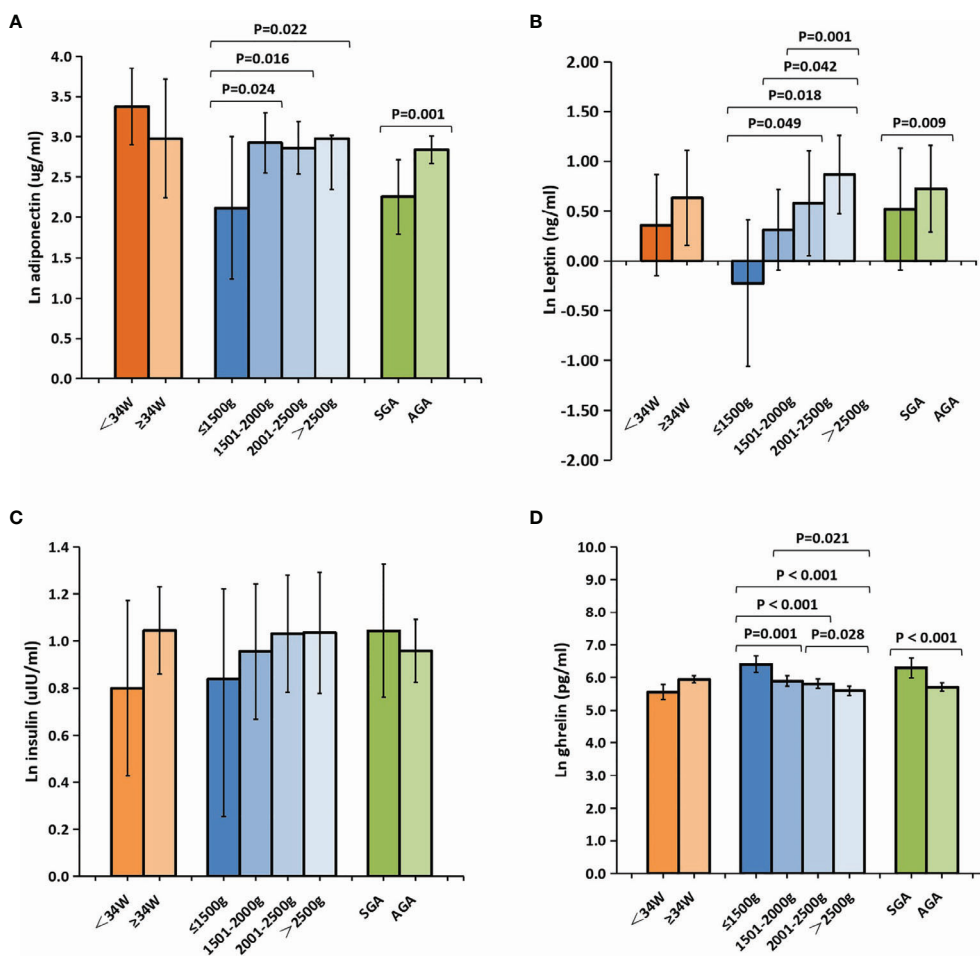 A
P=0.022
P=0.016
P=0.024
P=0.001
Ln adiponectin (ug/ml)
4.0
3.5
3.0
2.5
2.0
1.5
1.0
0.5
0.0
<34W
≥34W
≤1500g
1501-2000g
2001-2500g
>2500g
SGA
AGA
B
P=0.001
P=0.042
P=0.018
P=0.049
P=0.009
Ln Leptin (ng/ml)
2.00
1.50
1.00
0.50
0.00
-0.50
-1.00
-1.50
-2.00
<34W
≥34W
≤1500g
1501-2000g
2001-2500g
>2500g
SGA
AGA
C
Ln insulin (uIU/ml)
1.4
1.2
1.0
0.8
0.6
0.4
0.2
0.0
<34W
≥34W
≤1500g
1501-2000g
2001-2500g
>2500g
SGA
AGA
D
P=0.021
P < 0.001
P < 0.001
P=0.001
P=0.028
P < 0.001
Ln ghrelin (pg/ml)
10.0
9.0
8.0
7.0
6.0
5.0
4.0
3.0
2.0
1.0
0.0
<34W
≥34W
≤1500g
1501-2000g
2001-2500g
>2500g
SGA
AGA